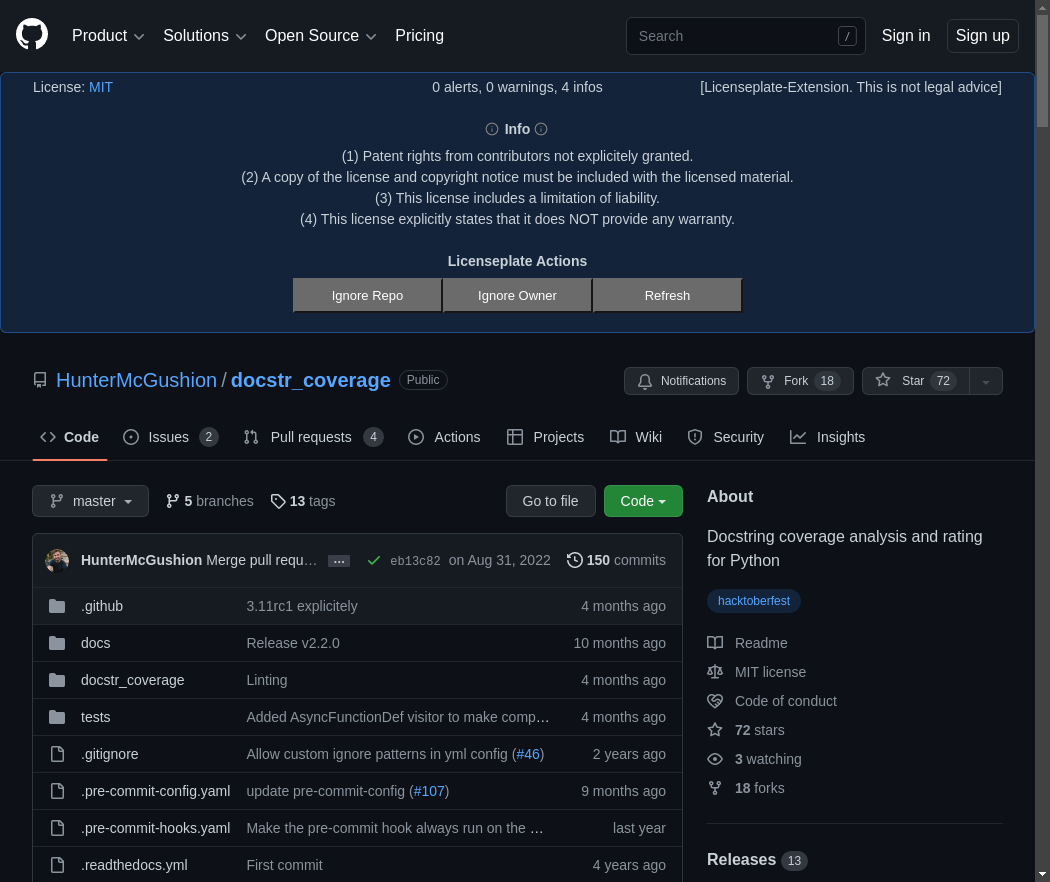 Product Solutions Open Source Pricing Search / Sign in Sign up
License: MIT 0 alerts, 0 warnings, 4 infos [Licenseplate-Extension. This is not legal advice]
Info
(1) Patent rights from contributors not explicitely granted.
(2) A copy of the license and copyright notice must be included with the licensed material.
(3) This license includes a limitation of liability.
(4) This license explicitly states that it does NOT provide any warranty.
Licenseplate Actions
Ignore Repo Ignore Owner Refresh
HunterMcGushion / docstr_coverage Public Notifications Fork 18 Star 72
Code Issues 2 Pull requests 4 Actions Projects Wiki Security Insights
master 5 branches 13 tags Go to file Code
HunterMcGushion Merge pull requ… … eb13c82 on Aug 31, 2022 150 commits
.github 3.11rc1 explicitely 4 months ago
docs Release v2.2.0 10 months ago
docstr_coverage Linting 4 months ago
tests Added AsyncFunctionDef visitor to make comp… 4 months ago
.gitignore Allow custom ignore patterns in yml config (#46) 2 years ago
.pre-commit-config.yaml update pre-commit-config (#107) 9 months ago
.pre-commit-hooks.yaml Make the pre-commit hook always run on the … last year
.readthedocs.yml First commit 4 years ago
About
Docstring coverage analysis and rating
for Python
hacktoberfest
Readme
MIT license
Code of conduct
72 stars
3 watching
18 forks
Releases 13